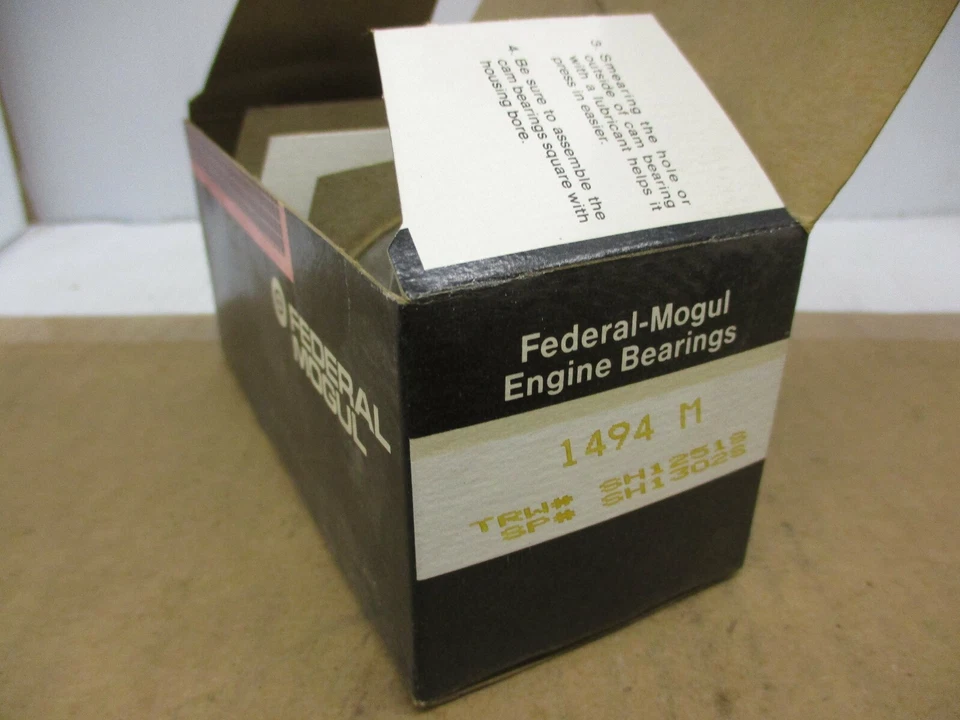 3. Smearing the hole or
outside of cam bearing
with a lubricant helps it
press in easier.
4. Be sure to assemble the
cam bearings square with
housing bore.
FEDERAL
MOGUL
Federal-Mogul
Engine Bearings
1494 M
TRW# SH1251S
SP# SH1302S